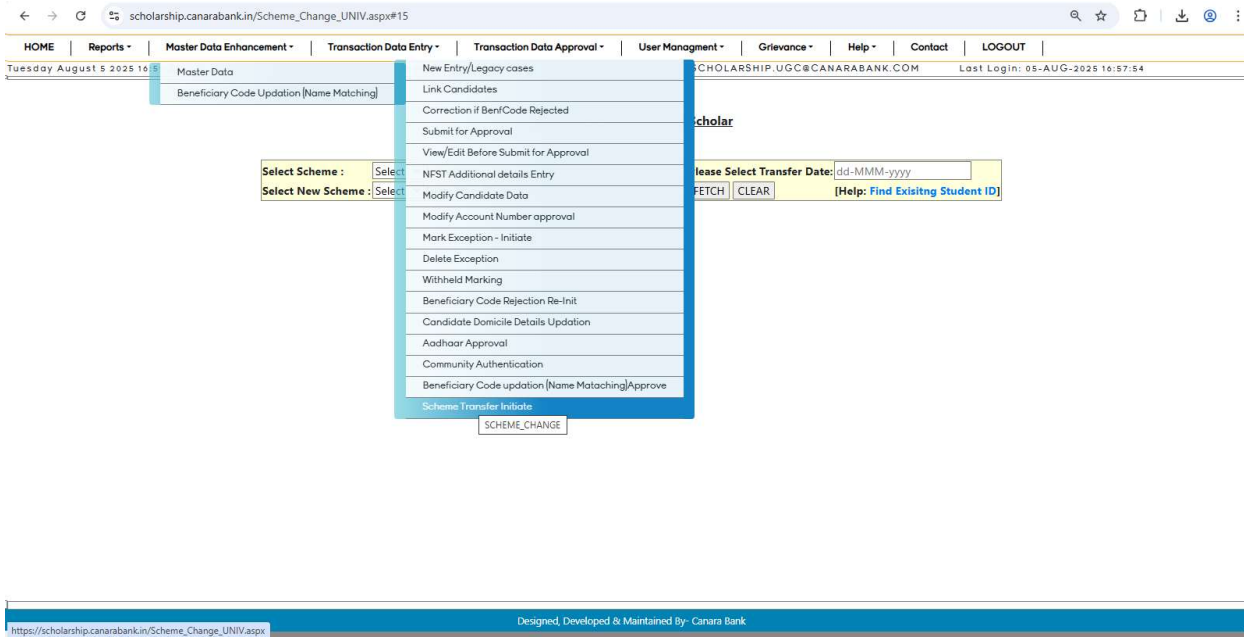 scholarship.canarabank.in/Scheme_Change_UNIV.aspx#15
HOME Reports Master Data Enhancement Transaction Data Entry Transaction Data Approval User Managment Grievance Help Contact LOGOUT
Tuesday August 5 2025 16:5 SCHOLARSHIP.UGC@CANARABANK.COM Last Login: 05-AUG-2025 16:57:54
Master Data
Beneficiary Code Updation (Name Matching)
New Entry/Legacy cases
Link Candidates
Correction if BenfCode Rejected
Submit for Approval
View/Edit Before Submit for Approval
NFST Additional details Entry
Modify Candidate Data
Modify Account Number approval
Mark Exception - Initiate
Delete Exception
Withheld Marking
Beneficiary Code Rejection Re-Init
Candidate Domicile Details Updation
Aadhaar Approval
Community Authentication
Beneficiary Code updation (Name Mataching)Approve
Scheme Transfer Initiate
SCHEME_CHANGE
Scholar
Select Scheme : Select lease Select Transfer Date: dd-MMM-yyyy
Select New Scheme : Select FETCH CLEAR [Help: Find Exisitng Student ID]
Designed, Developed & Maintained By- Canara Bank
https://scholarship.canarabank.in/Scheme_Change_UNIV.aspx